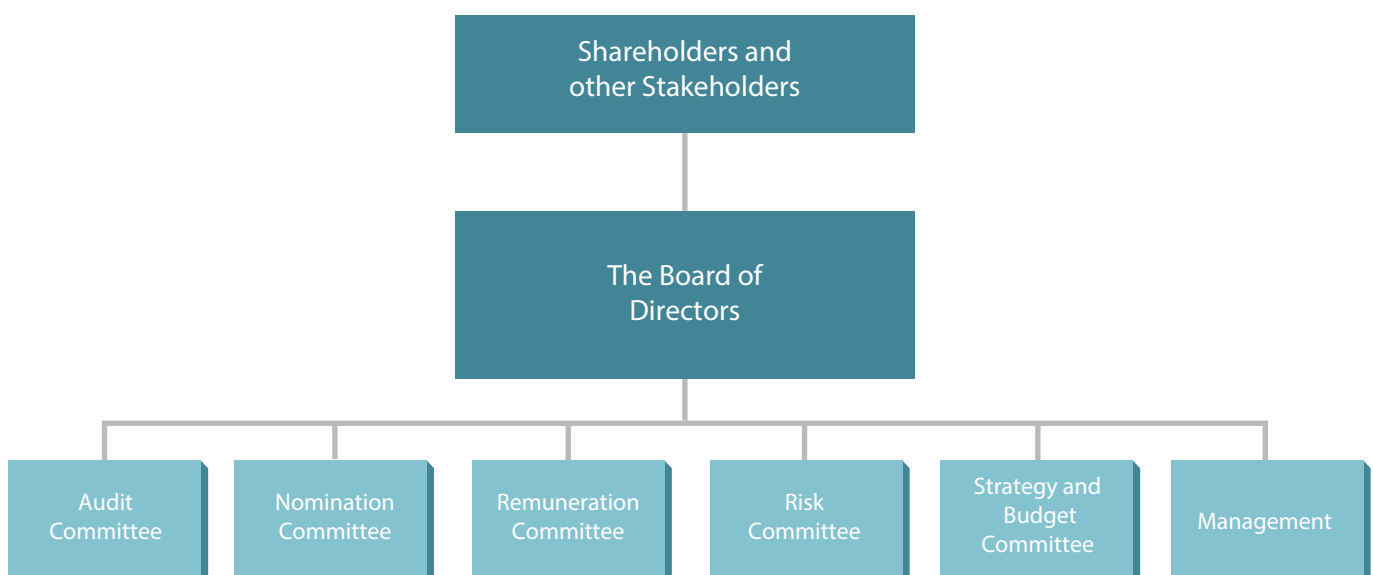 Shareholders and
other Stakeholders
The Board of
Directors
Audit
Committee
Nomination
Committee
Remuneration
Committee
Risk
Committee
Strategy and
Budget
Committee
Management